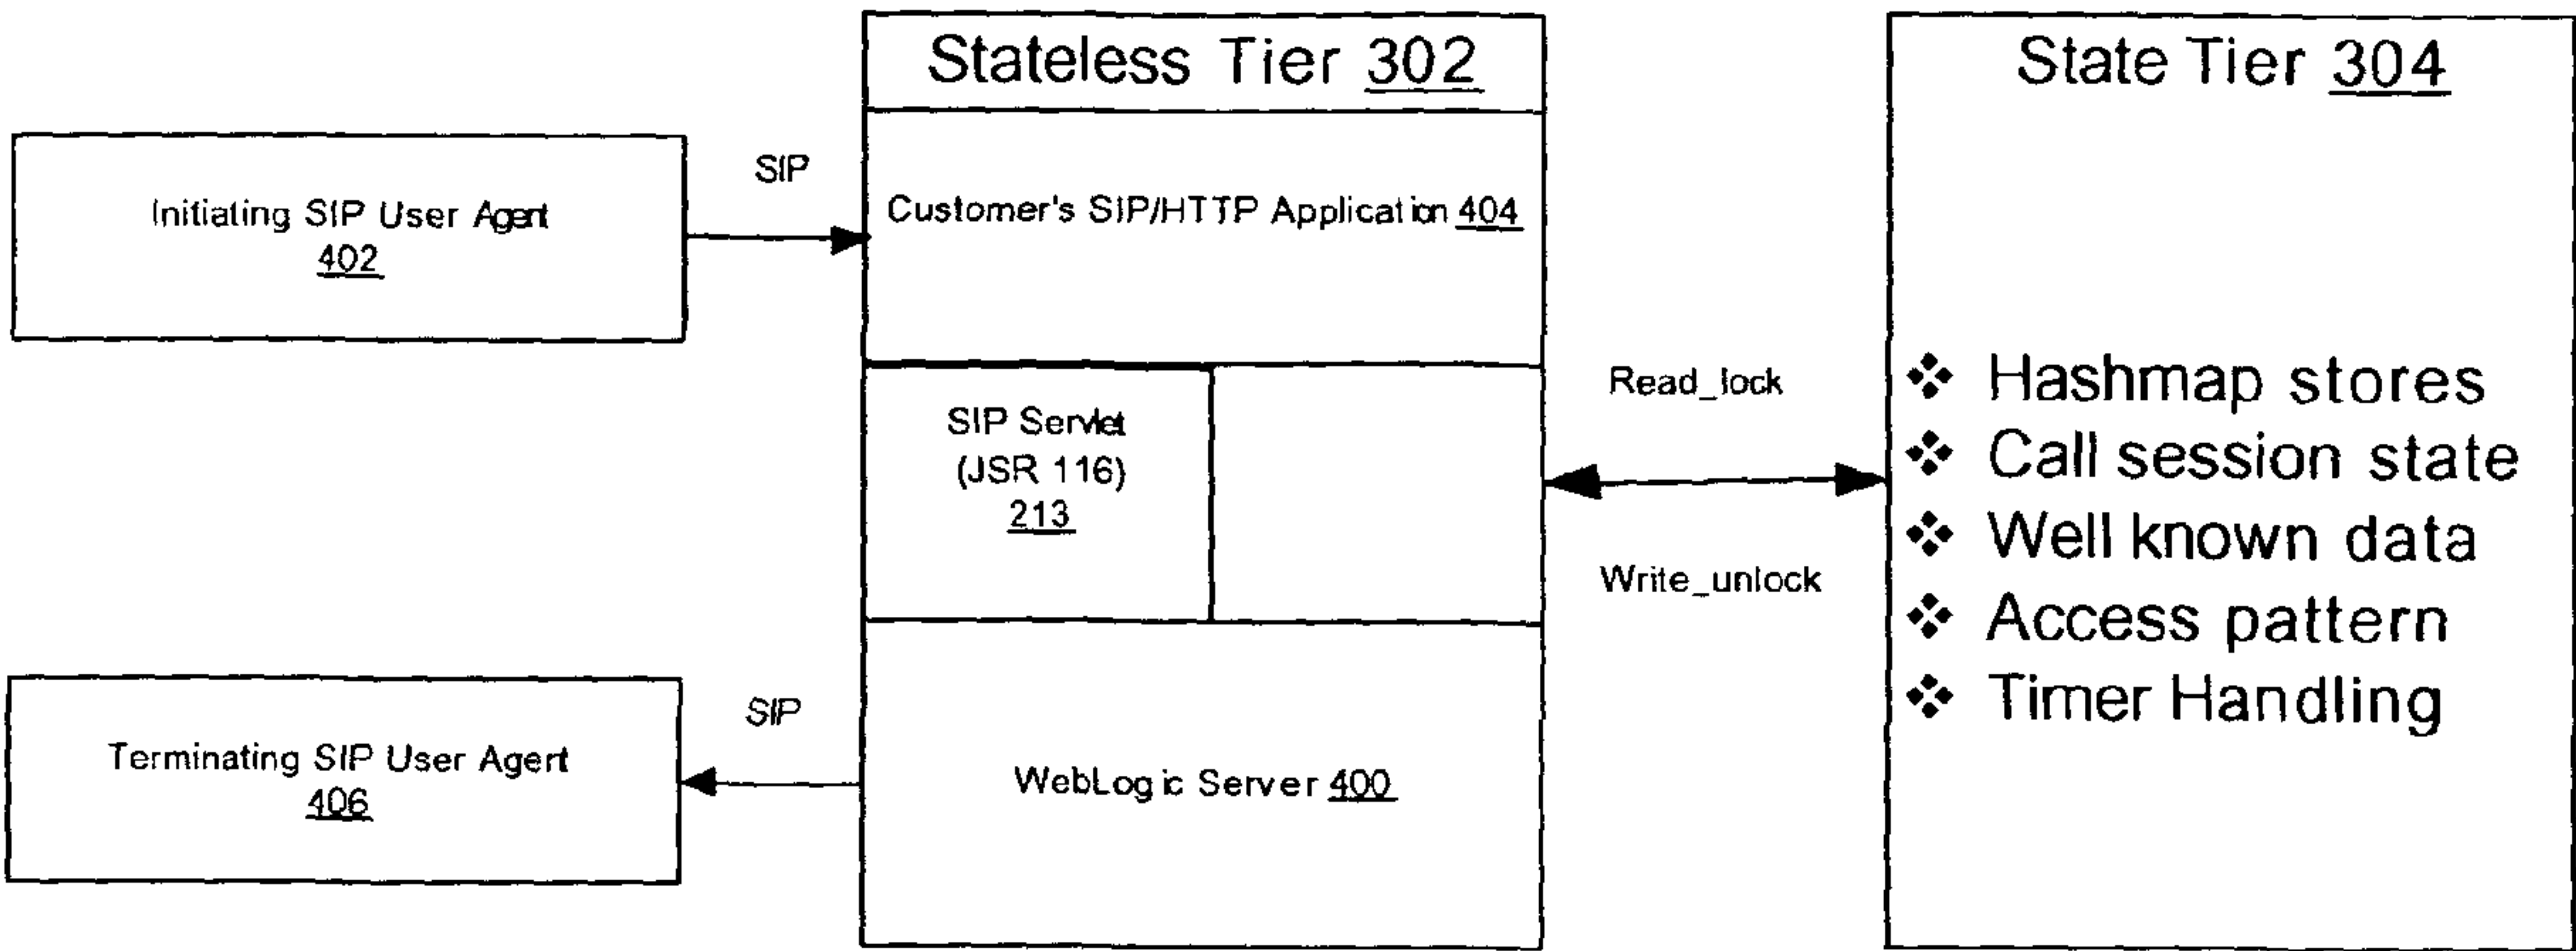 Stateless Tier 302
State Tier 304
Initiating SIP User Agent
402
SIP
Customer's SIP/HTTP Application 404
SIP Servlet
(JSR 116)
213
Read_lock
Write_unlock
❖ Hashmap stores
❖ Call session state
❖ Well known data
❖ Access pattern
❖ Timer Handling
Terminating SIP User Agent
406
SIP
WebLogic Server 400